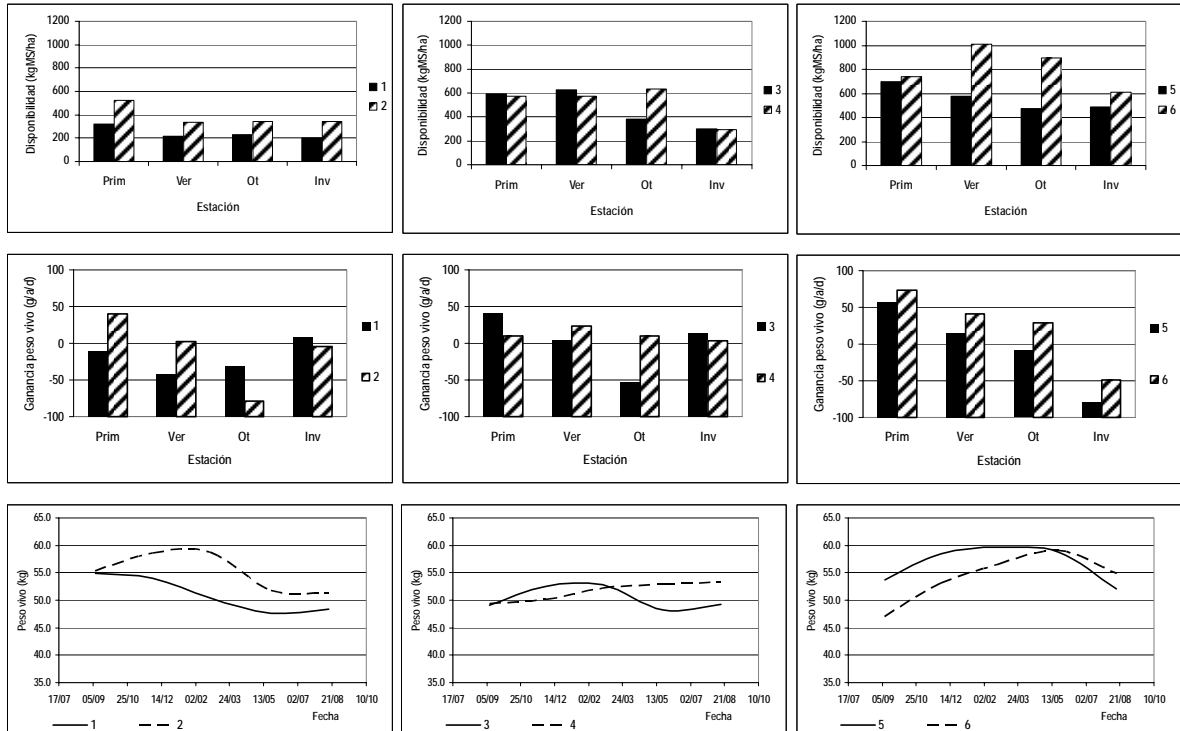 Disponibilidad (kgMS/ha)
1200
1000
800
600
400
200
0
Prim Ver Ot Inv
Estación
1
2
Disponibilidad (kgMS/ha)
1200
1000
800
600
400
200
0
Prim Ver Ot Inv
Estación
3
4
Disponibilidad (kgMS/ha)
1200
1000
800
600
400
200
0
Prim Ver Ot Inv
Estación
5
6
Ganancia peso vivo (g/a/d)
100
50
0
-50
-100
Prim Ver Ot Inv
Estación
1
2
Ganancia peso vivo (g/a/d)
100
50
0
-50
-100
Prim Ver Ot Inv
Estación
3
4
Ganancia peso vivo (g/a/d)
100
50
0
-50
-100
Prim Ver Ot Inv
Estación
5
6
Peso vivo (kg)
65.0
60.0
55.0
50.0
45.0
40.0
35.0
17/07 05/09 25/10 14/12 02/02 24/03 13/05 02/07 21/08 10/10
Fecha
1 2
Peso vivo (kg)
65.0
60.0
55.0
50.0
45.0
40.0
35.0
17/07 05/09 25/10 14/12 02/02 24/03 13/05 02/07 21/08 10/10
Fecha
3 4
Peso vivo (kg)
65.0
60.0
55.0
50.0
45.0
40.0
35.0
17/07 05/09 25/10 14/12 02/02 24/03 13/05 02/07 21/08 10/10
Fecha
5 6